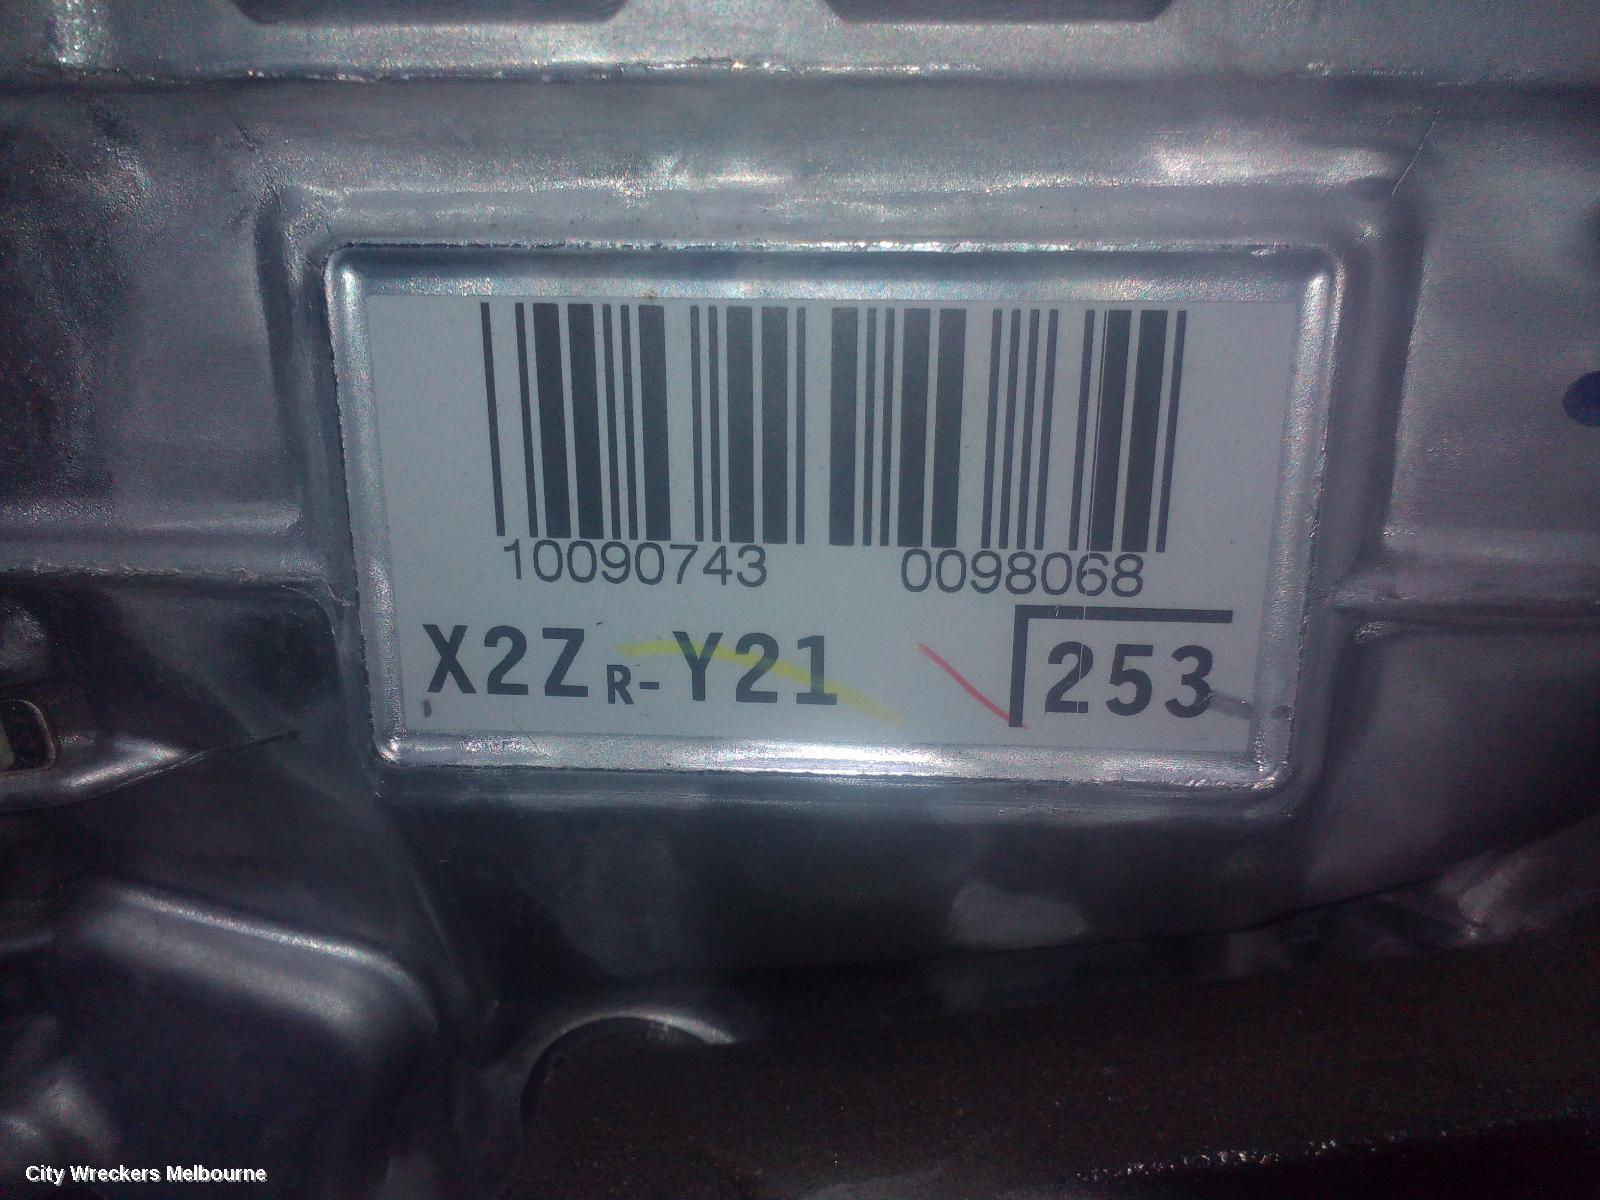 10090743 0098068
X2ZR-Y21 253
City Wreckers Melbourne